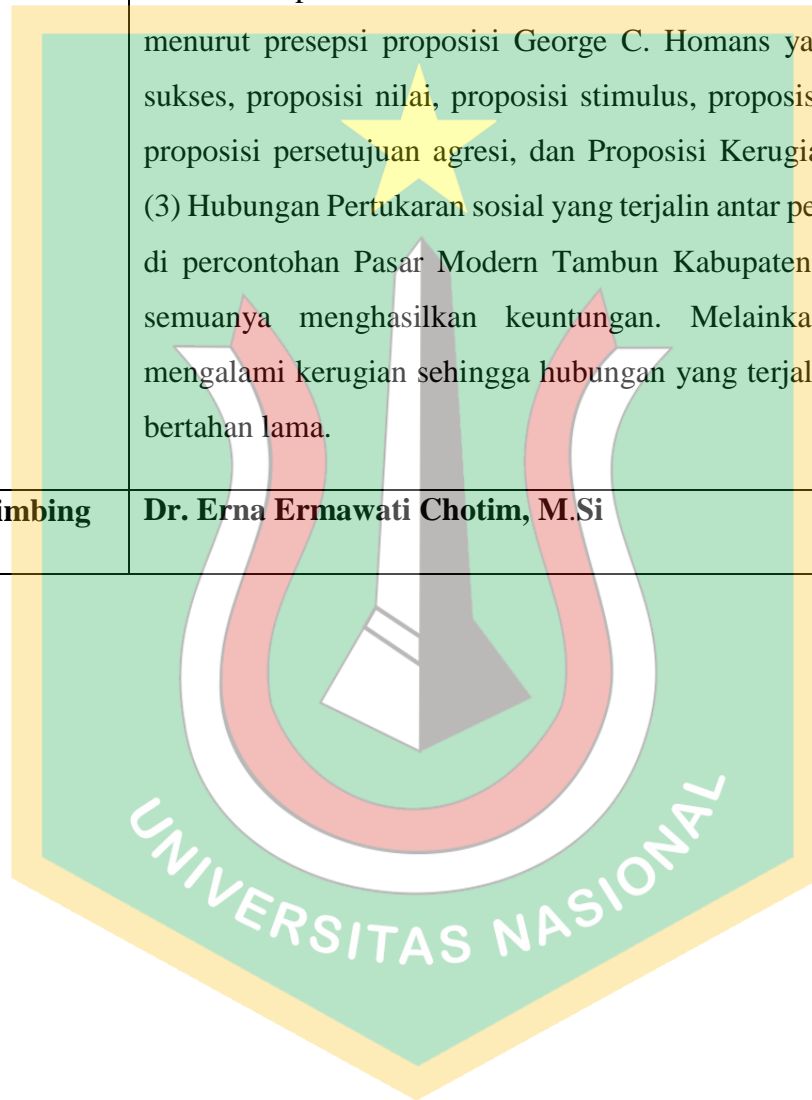 menurut presepsi proposisi George C. Homans ya
sukses, proposisi nilai, proposisi stimulus, proposis
proposisi persetujuan agresi, dan Proposisi Kerugia
(3) Hubungan Pertukaran sosial yang terjalin antar pe
di percontohan Pasar Modern Tambun Kabupaten
semuanya menghasilkan keuntungan. Melainka
mengalami kerugian sehingga hubungan yang terjal
bertahan lama.
imbing Dr. Erna Ermawati Chotim, M.Si
UNIVERSITAS NASIONAL